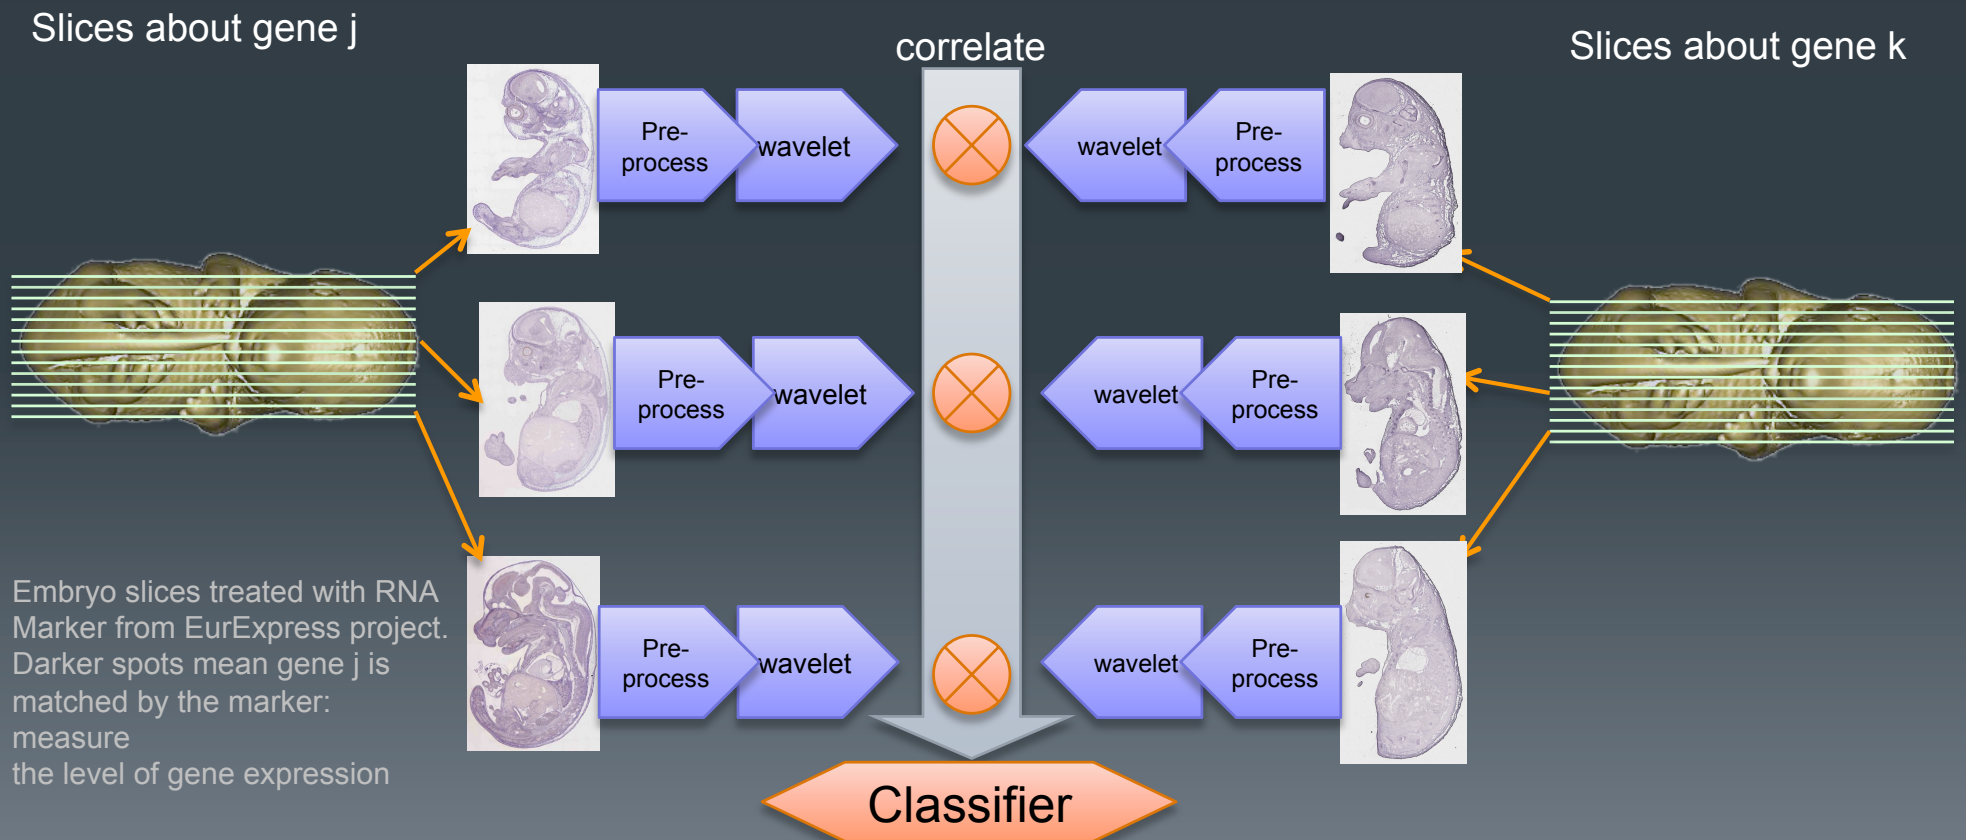 Slices about gene j
correlate
Slices about gene k
Pre-
process
wavelet
wavelet
Pre-
process
Pre-
process
wavelet
wavelet
Pre-
process
Embryo slices treated with RNA
Marker from EurExpress project.
Darker spots mean gene j is
matched by the marker:
measure
the level of gene expression
Pre-
process
wavelet
wavelet
Pre-
process
Classifier